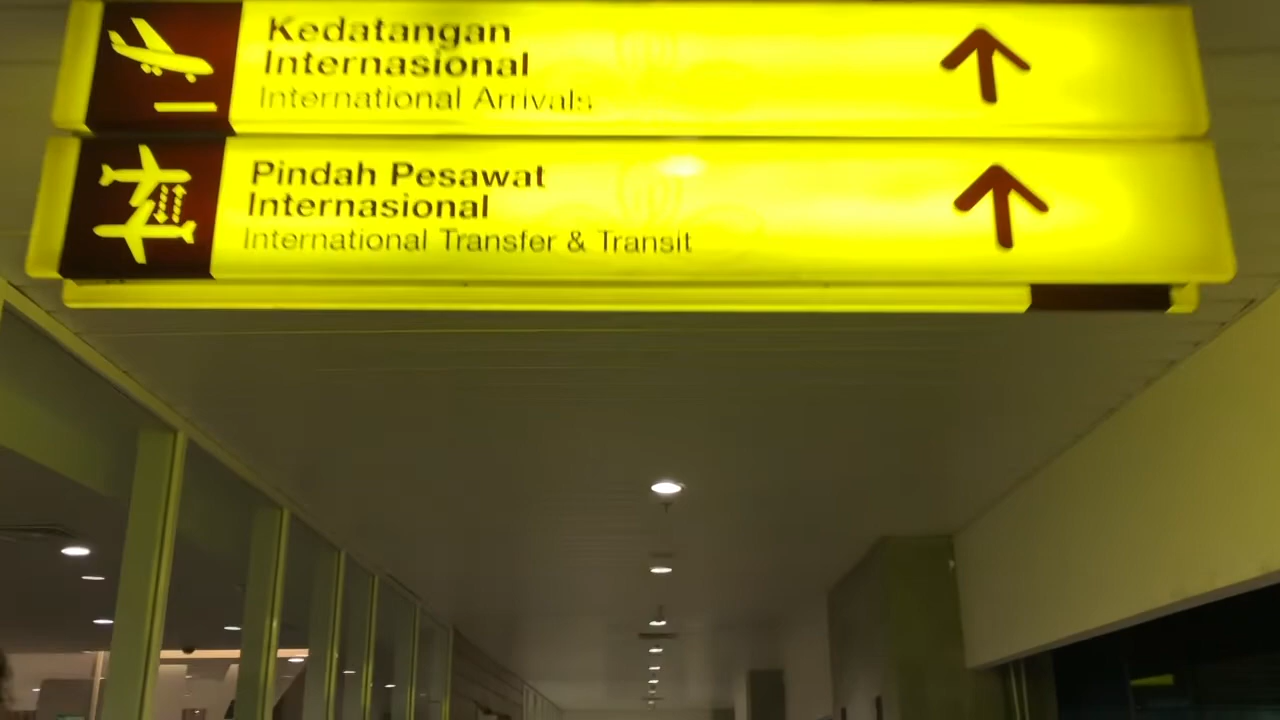 Kedatangan
Internasional
International Arrivals
Pindah Pesawat
Internasional
International Transfer & Transit